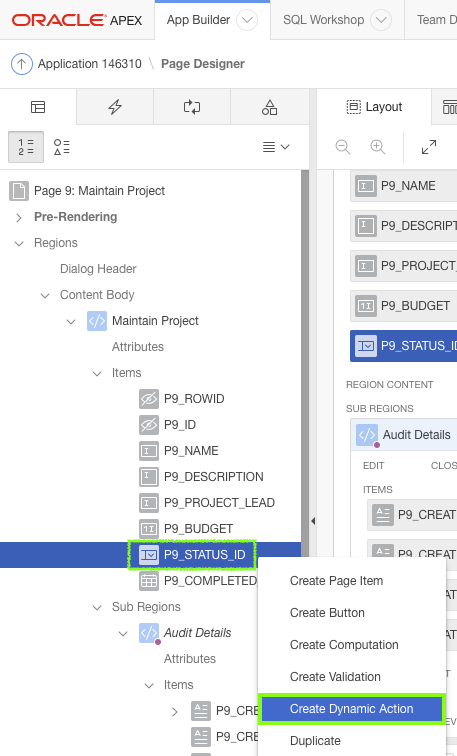 ORACLE APEX
App Builder
SQL Workshop
Team D
Application 146310 \ Page Designer
Layout
Page 9: Maintain Project
Pre-Rendering
Regions
Dialog Header
Content Body
Maintain Project
Attributes
Items
P9_ROWID
P9_ID
P9_NAME
P9_DESCRIPTION
P9_PROJECT_LEAD
P9_BUDGET
P9_STATUS_ID
P9_COMPLETED
Sub Regions
Audit Details
Attributes
Items
P9_CRE
P9_CRE
P9_NAME
P9_DESCRIPT
P9_PROJECT_
P9_BUDGET
P9_STATUS_ID
REGION CONTENT
SUB REGIONS
Audit Details
EDIT CLOS
ITEMS
P9_CREAT
P9_CREAT
Create Page Item
Create Button
Create Computation
Create Validation
Create Dynamic Action
Duplicate